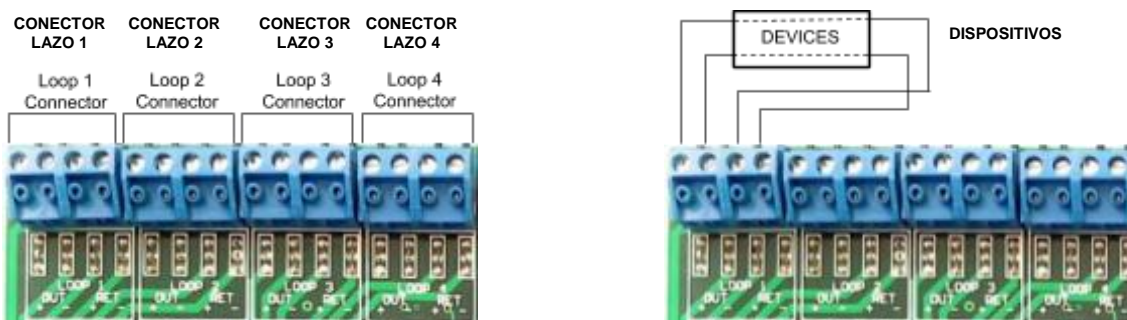 CONECTOR LAZO 1
CONECTOR LAZO 2
CONECTOR LAZO 3
CONECTOR LAZO 4
Loop 1 Connector
Loop 2 Connector
Loop 3 Connector
Loop 4 Connector
LOOP 1
OUT RET
+ - + -
LOOP 2
OUT RET
+ - + -
LOOP 3
OUT RET
+ - + -
LOOP 4
OUT RET
+ - + -
DEVICES
DISPOSITIVOS
LOOP 1
OUT RET
+ - + -
LOOP 2
OUT RET
+ - + -
LOOP 3
OUT RET
+ - + -
LOOP 4
OUT RET
+ - + -